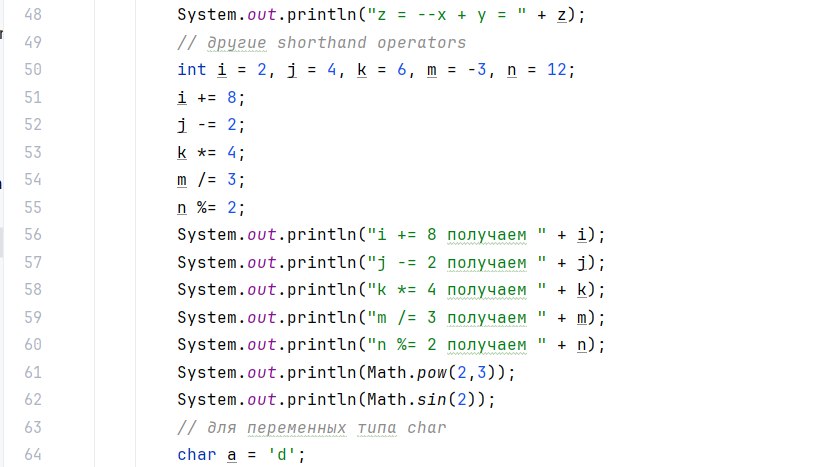 48 System.out.println("z = --x + y = " + z);
49 // другие shorthand operators
50 int i = 2, j = 4, k = 6, m = -3, n = 12;
51 i += 8;
52 j -= 2;
53 k *= 4;
54 m /= 3;
55 n %= 2;
56 System.out.println("i += 8 получаем " + i);
57 System.out.println("j -= 2 получаем " + j);
58 System.out.println("k *= 4 получаем " + k);
59 System.out.println("m /= 3 получаем " + m);
60 System.out.println("n %= 2 получаем " + n);
61 System.out.println(Math.pow(2,3));
62 System.out.println(Math.sin(2));
63 // для переменных типа char
64 char a = 'd';